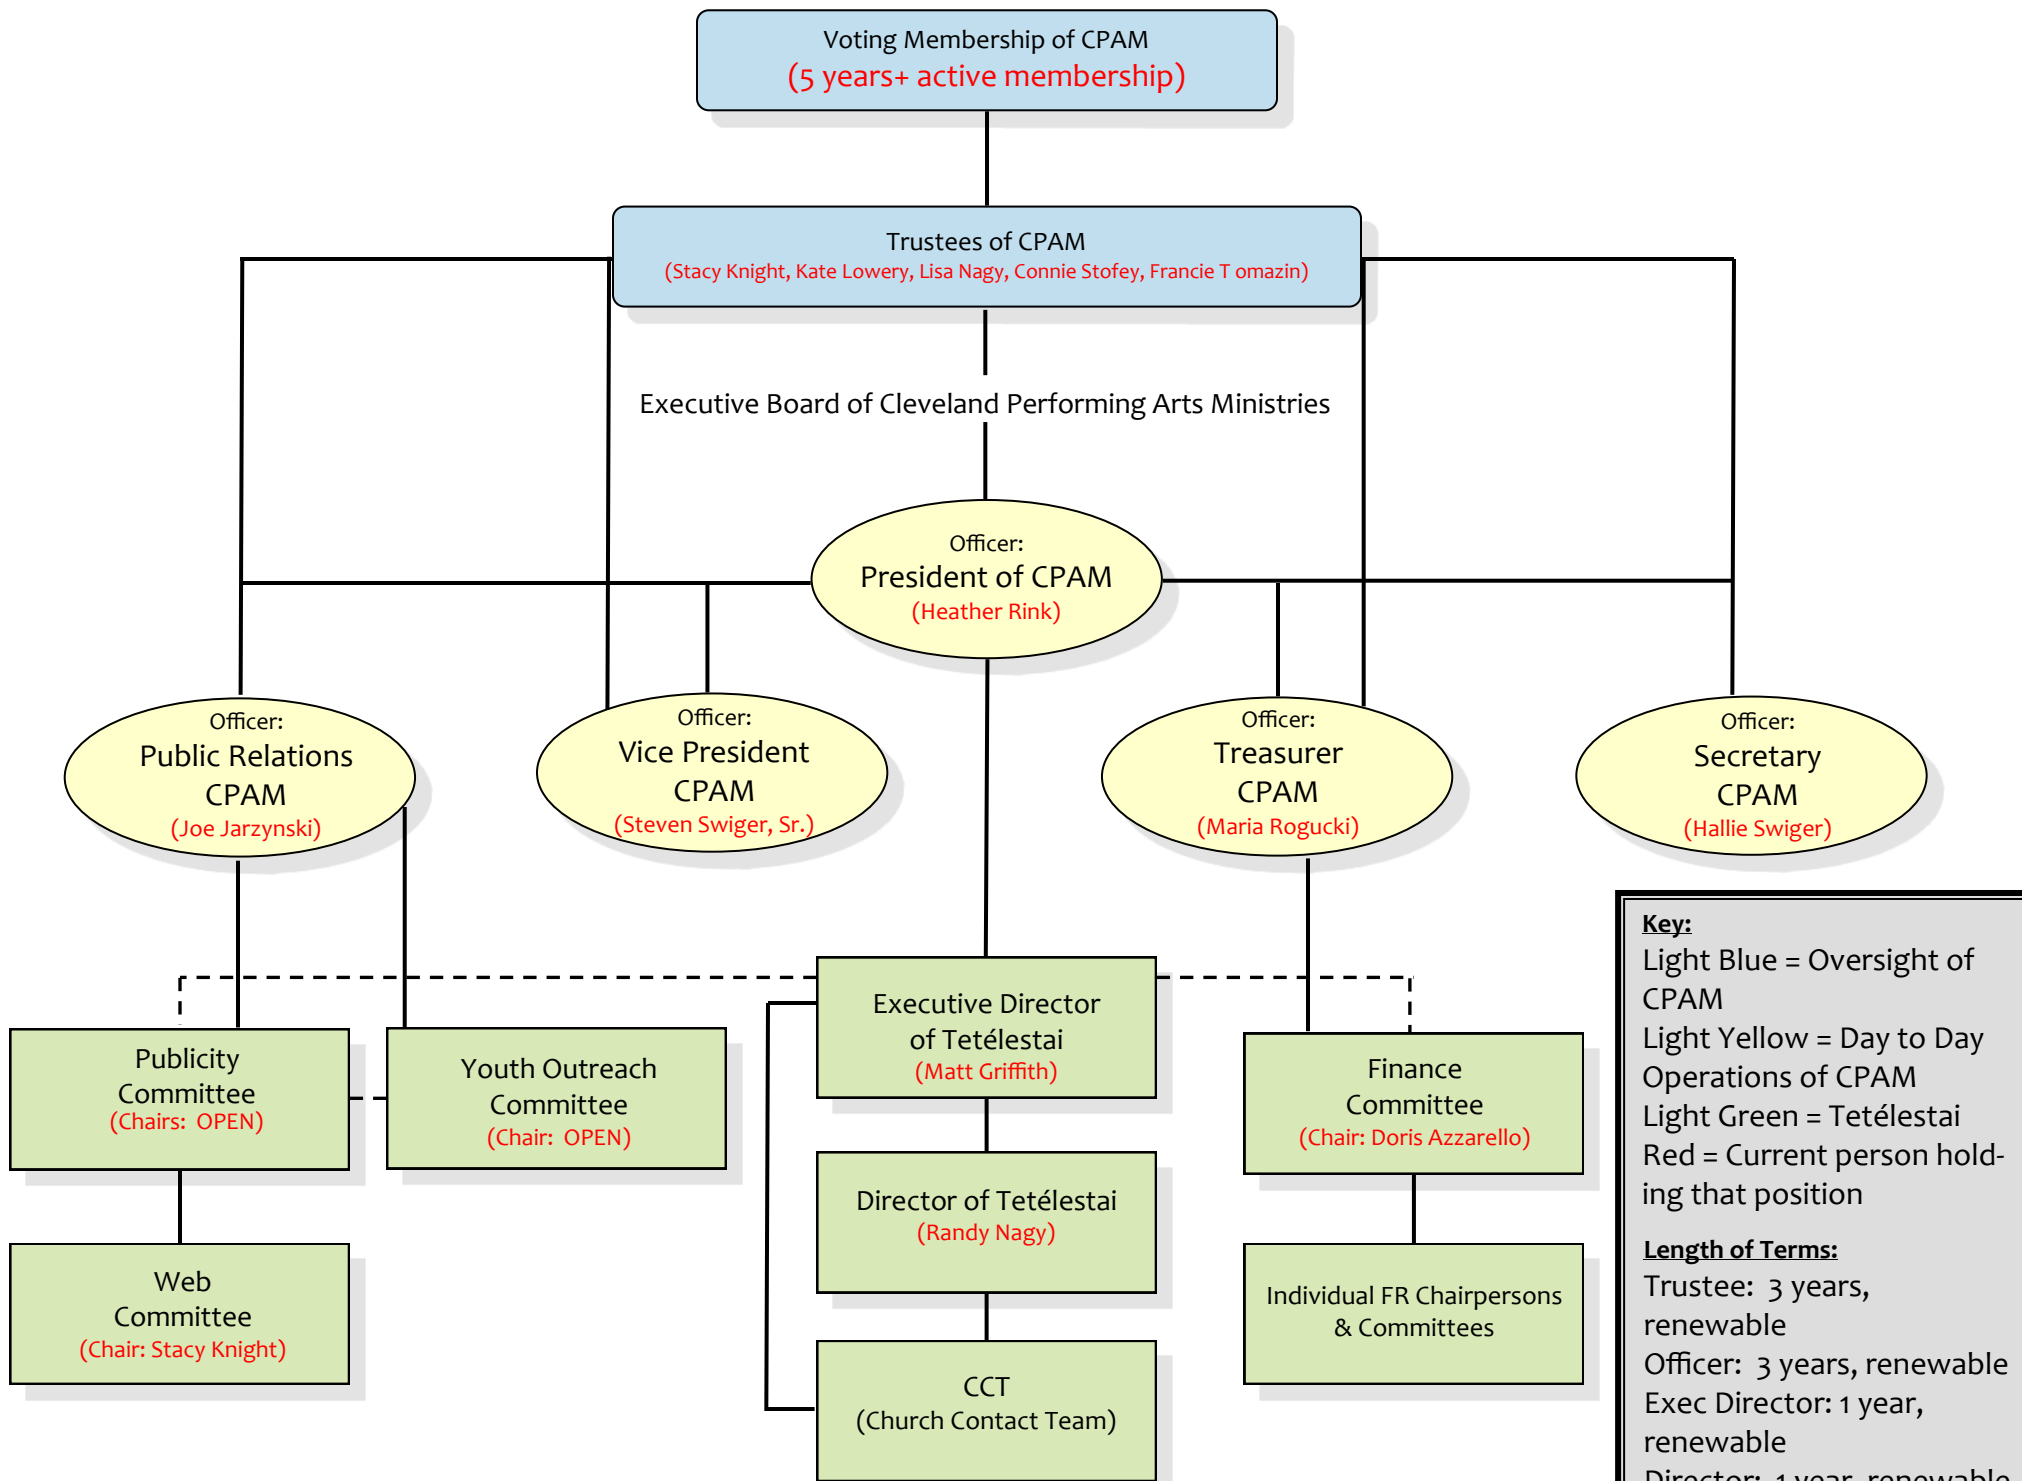 Voting Membership of CPAM
(5 years+ active membership)
Trustees of CPAM
(Stacy Knight, Kate Lowery, Lisa Nagy, Connie Stofey, Francie T omazin)
Executive Board of Cleveland Performing Arts Ministries
Officer:
President of CPAM
(Heather Rink)
Officer:
Public Relations
CPAM
(Joe Jarzynski)
Officer:
Vice President
CPAM
(Steven Swiger, Sr.)
Officer:
Treasurer
CPAM
(Maria Rogucki)
Officer:
Secretary
CPAM
(Hallie Swiger)
Publicity
Committee
(Chairs:  OPEN)
Youth Outreach
Committee
(Chair:  OPEN)
Executive Director
of Tetélestai
(Matt Griffith)
Finance
Committee
(Chair: Doris Azzarello)
Web
Committee
(Chair: Stacy Knight)
Director of Tetélestai
(Randy Nagy)
Individual FR Chairpersons
& Committees
CCT
(Church Contact Team)
Key:
Light Blue = Oversight of
CPAM
Light Yellow = Day to Day
Operations of CPAM
Light Green = Tetélestai
Red = Current person hold-
ing that position
Length of Terms:
Trustee:  3 years,
renewable
Officer:  3 years, renewable
Exec Director: 1 year,
renewable
Director:  1 year, renewable